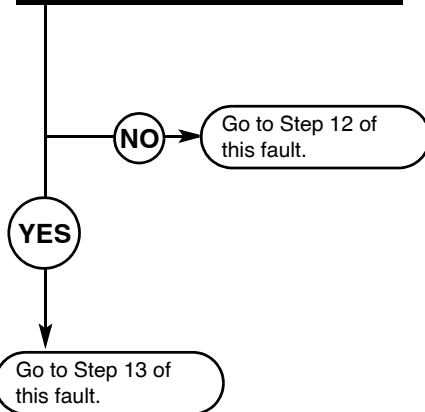 NO
Go to Step 12 of
this fault.
YES
Go to Step 13 of
this fault.